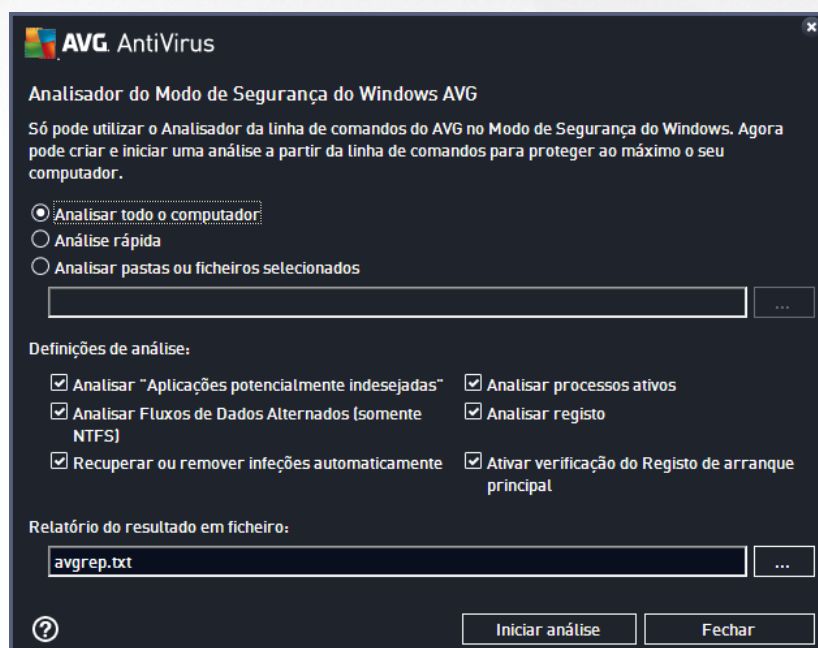 AVG. AntiVirus
Analisador do Modo de Segurança do Windows AVG
Só pode utilizar o Analisador da linha de comandos do AVG no Modo de Segurança do Windows. Agora
pode criar e iniciar uma análise a partir da linha de comandos para proteger ao máximo o seu
computador.
Analisar todo o computador
Análise rápida
Analisar pastas ou ficheiros selecionados
...
Definições de análise:
Analisar "Aplicações potencialmente indesejadas"
Analisar processos ativos
Analisar Fluxos de Dados Alternados (somente
NTFS)
Analisar registo
Recuperar ou remover infeções automaticamente
Ativar verificação do Registo de arranque
principal
Relatório do resultado em ficheiro:
avgrep.txt
...
?
Iniciar análise
Fechar